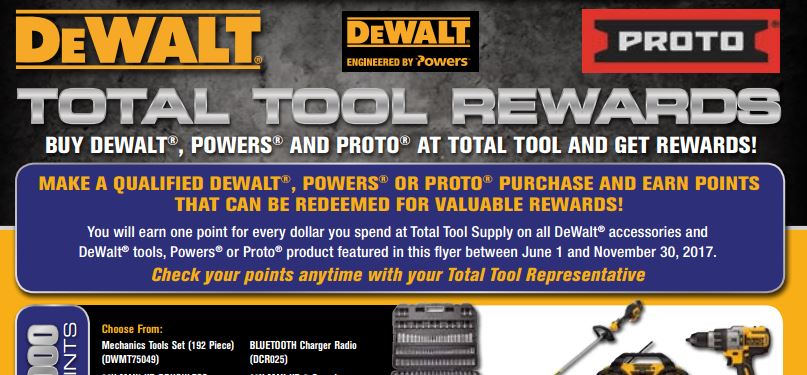 DEWALT®
DEWALT®
ENGINEERED BY Powers
PROTO®
TOTAL TOOL REWARDS
BUY DEWALT®, POWERS® AND PROTO® AT TOTAL TOOL AND GET REWARDS!
MAKE A QUALIFIED DEWALT®, POWERS® OR PROTO® PURCHASE AND EARN POINTS
THAT CAN BE REDEEMED FOR VALUABLE REWARDS!
You will earn one point for every dollar you spend at Total Tool Supply on all DeWalt® accessories and
DeWalt® tools, Powers® or Proto® product featured in this flyer between June 1 and November 30, 2017.
Check your points anytime with your Total Tool Representative
Choose From:
Mechanics Tools Set (192 Piece)
(DWMT75049)
BLUETOOTH Charger Radio
(DCR025)